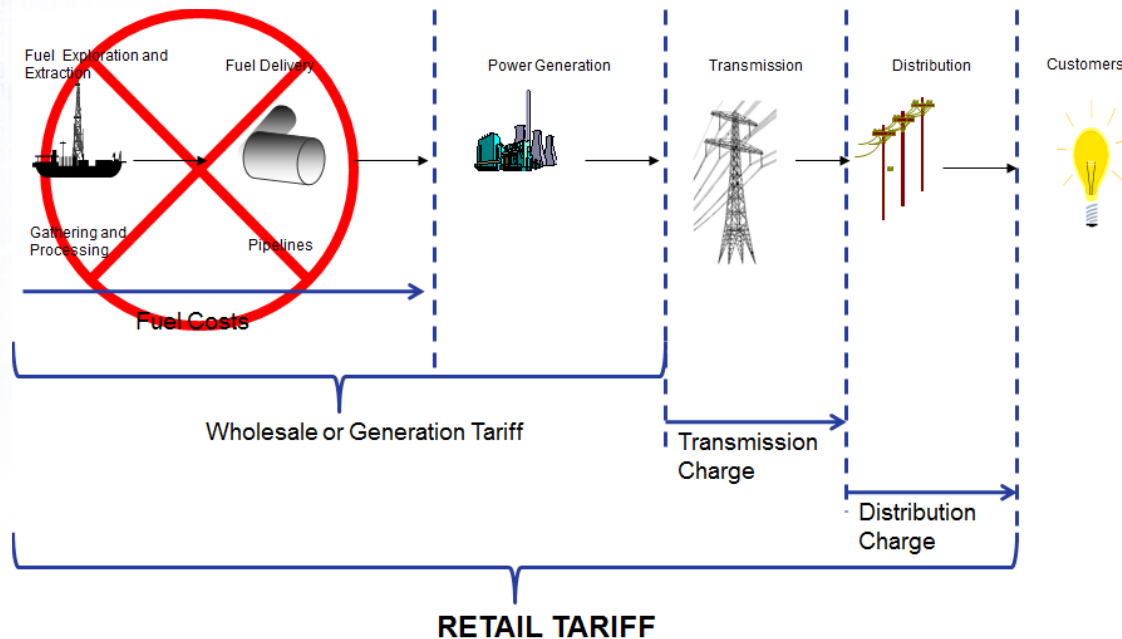 Fuel Exploration and
Extraction
Fuel Delivery
Power Generation
Transmission
Distribution
Customers
Gathering and
Processing
Pipelines
Fuel Costs
Wholesale or Generation Tariff
Transmission
Charge
Distribution
Charge
RETAIL TARIFF